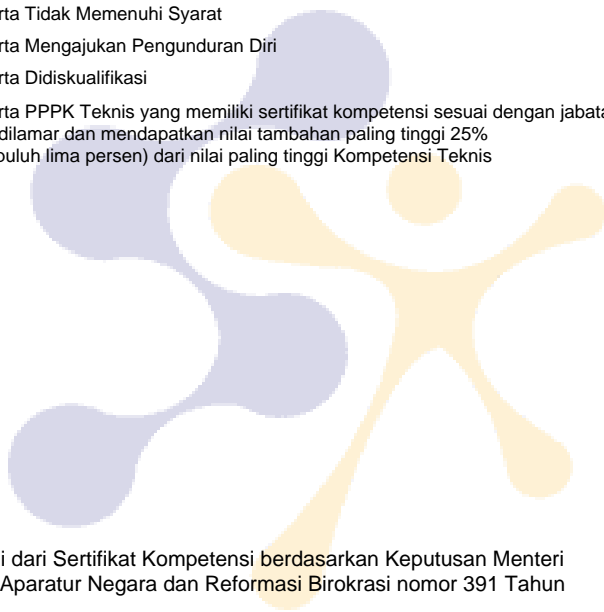 rta Tidak Memenuhi Syarat
rta Mengajukan Pengunduran Diri
rta Didiskualifikasi
rta PPPK Teknis yang memiliki sertifikat kompetensi sesuai dengan jabata
dilamar dan mendapatkan nilai tambahan paling tinggi 25%
puluh lima persen) dari nilai paling tinggi Kompetensi Teknis
i dari Sertifikat Kompetensi berdasarkan Keputusan Menteri
Aparatur Negara dan Reformasi Birokrasi nomor 391 Tahun